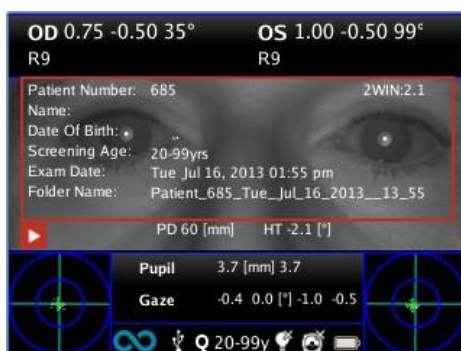 OD 0.75 -0.50 35° OS 1.00 -0.50 99°
R9 R9
Patient Number: 685 2WIN:2.1
Name:
Date Of Birth:
Screening Age: 20-99yrs
Exam Date: Tue Jul 16, 2013 01:55 pm
Folder Name: Patient_685_Tue_Jul_16_2013__13_55
PD 60 [mm] HT -2.1 [°]
Pupil 3.7 [mm] 3.7
Gaze -0.4 0.0 [°] -1.0 -0.5
Q 20-99y